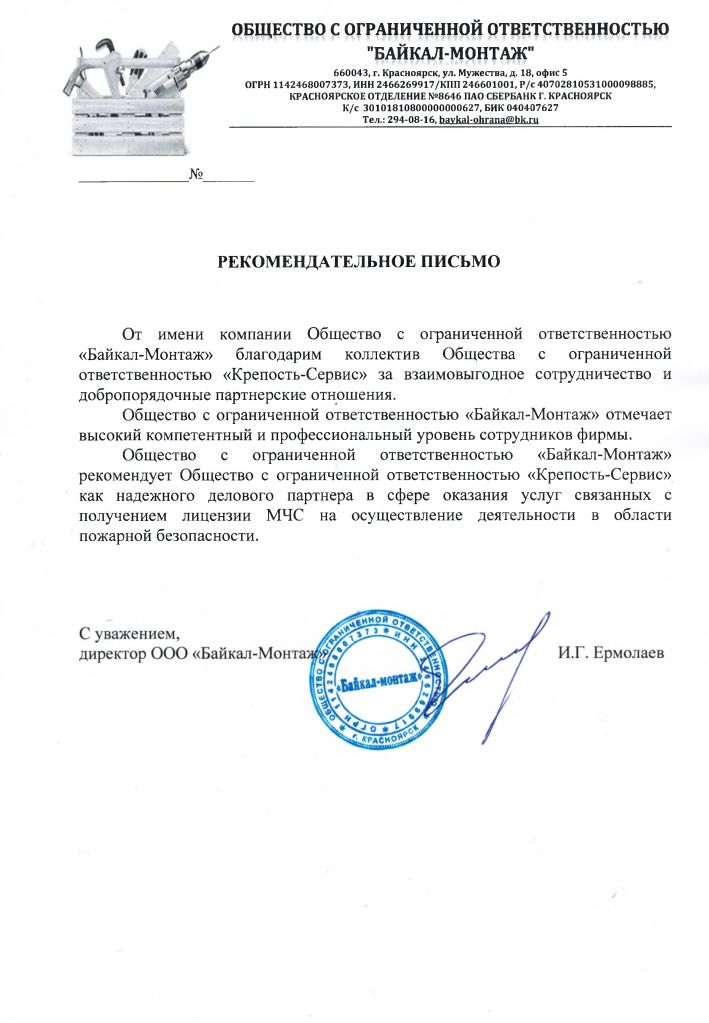 ОБЩЕСТВО С ОГРАНИЧЕННОЙ ОТВЕТСТВЕННОСТЬЮ
"БАЙКАЛ-МОНТАЖ"
660043, г. Красноярск, ул. Мужества, д. 18, офис 5
ОГРН 1142468007373, ИНН 2466269917/КПП 246601001, Р/с 40702810531000098885,
КРАСНОЯРСКОЕ ОТДЕЛЕНИЕ №8646 ПАО СБЕРБАНК Г. КРАСНОЯРСК
К/с 30101810800000000627, БИК 040407627
Тел.: 294-08-16, baykal-ohrana@bk.ru
_____________№______
РЕКОМЕНДАТЕЛЬНОЕ ПИСЬМО
От имени компании Общество с ограниченной ответственностью
«Байкал-Монтаж» благодарим коллектив Общества с ограниченной
ответственностью «Крепость-Сервис» за взаимовыгодное сотрудничество и
добропорядочные партнерские отношения.
Общество с ограниченной ответственностью «Байкал-Монтаж» отмечает
высокий компетентный и профессиональный уровень сотрудников фирмы.
Общество с ограниченной ответственностью «Байкал-Монтаж»
рекомендует Общество с ограниченной ответственностью «Крепость-Сервис»
как надежного делового партнера в сфере оказания услуг связанных с
получением лицензии МЧС на осуществление деятельности в области
пожарной безопасности.
С уважением,
директор ООО «Байкал-Монтаж»
И.Г. Ермолаев
ОБЩЕСТВО С ОГРАНИЧЕННОЙ ОТВЕТСТВЕННОСТЬЮ
г. КРАСНОЯРСК
ОГРН 1142468007373 * ИНН 2466269917
«Байкал-монтаж»